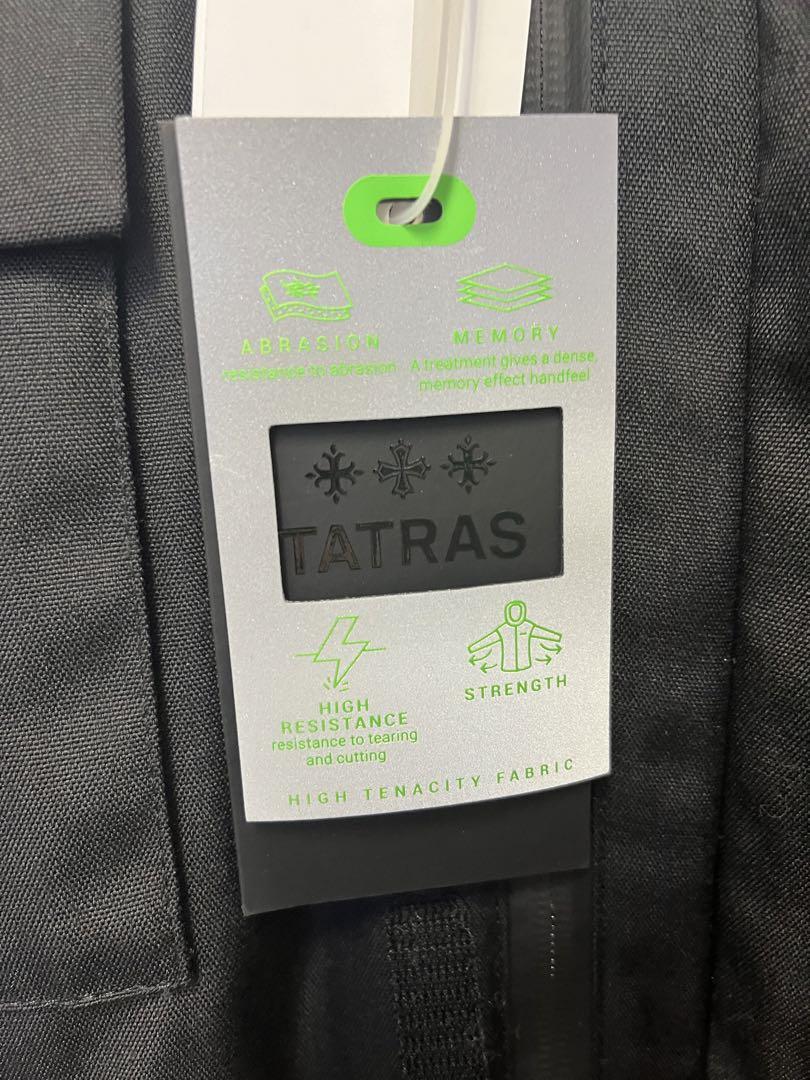 ABRASION
resistance to abrasion
MEMORY
A treatment gives a dense,
memory effect handfeel
TATRAS
HIGH
RESISTANCE
resistance to tearing
and cutting
STRENGTH
HIGH TENACITY FABRIC